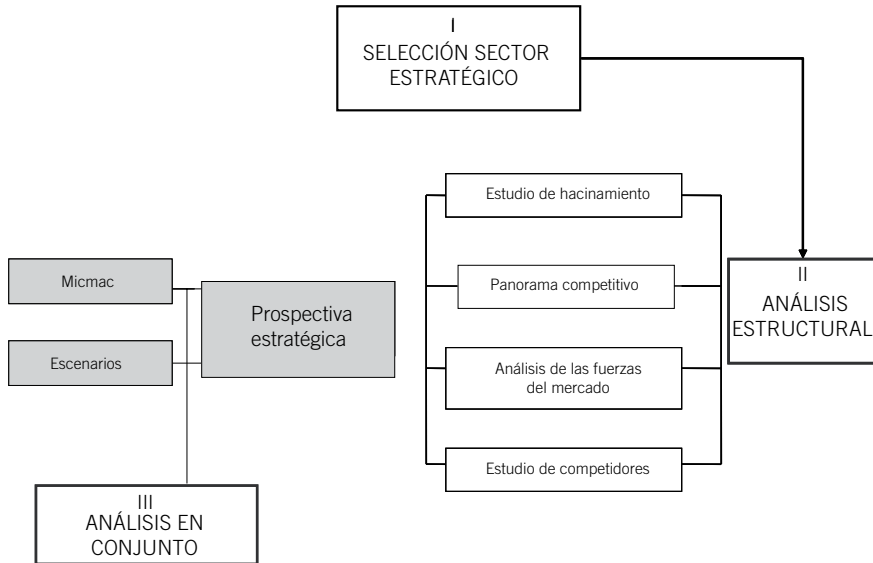 I
SELECCIÓN SECTOR
ESTRATÉGICO
Estudio de hacinamiento
Panorama competitivo
Análisis de las fuerzas
del mercado
Estudio de competidores
II
ANÁLISIS
ESTRUCTURAL
Micmac
Escenarios
Prospectiva
estratégica
III
ANÁLISIS EN
CONJUNTO